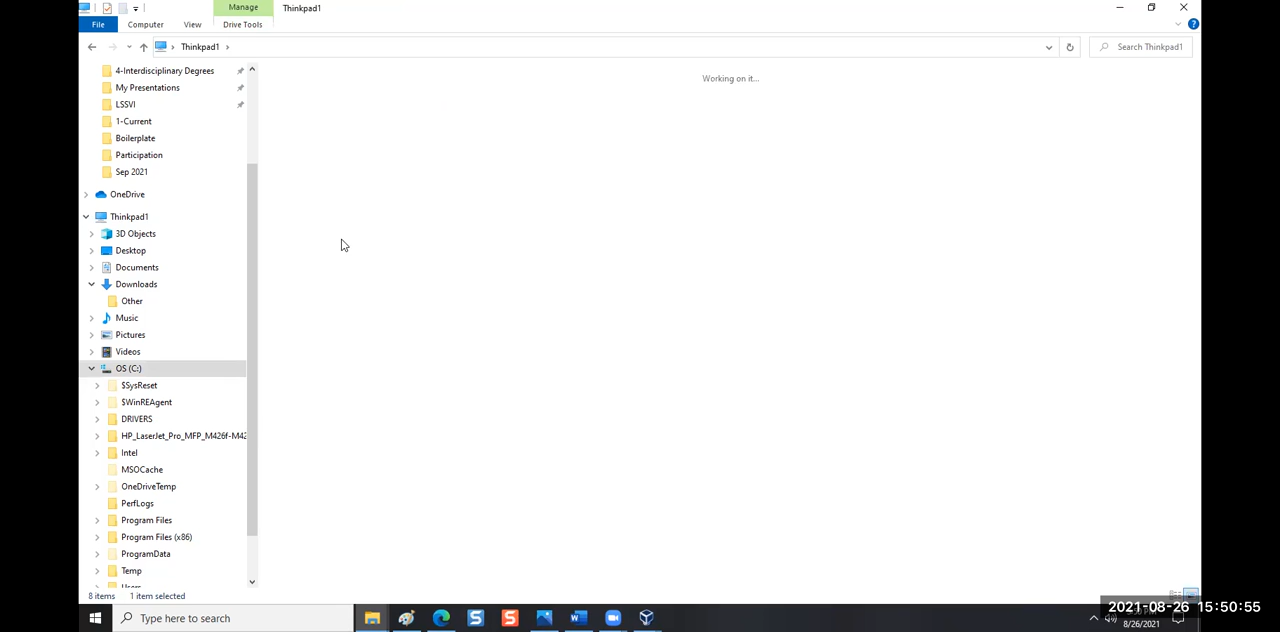 Manage
Thinkpad1
File
Computer
View
Drive Tools
Thinkpad1
Search Thinkpad1
4-Interdisciplinary Degrees
My Presentations
LSSVI
1-Current
Boilerplate
Participation
Sep 2021
OneDrive
Thinkpad1
3D Objects
Desktop
Documents
Downloads
Other
Music
Pictures
Videos
OS (C:)
$SysReset
$WinREAgent
DRIVERS
HP_LaserJet_Pro_MFP_M426f-M42
Intel
MSOCache
OneDriveTemp
PerfLogs
Program Files
Program Files (x86)
ProgramData
Temp
Users
Working on it...
8 items 1 item selected
Type here to search
2021-08-26 15:50:55
8/26/2021